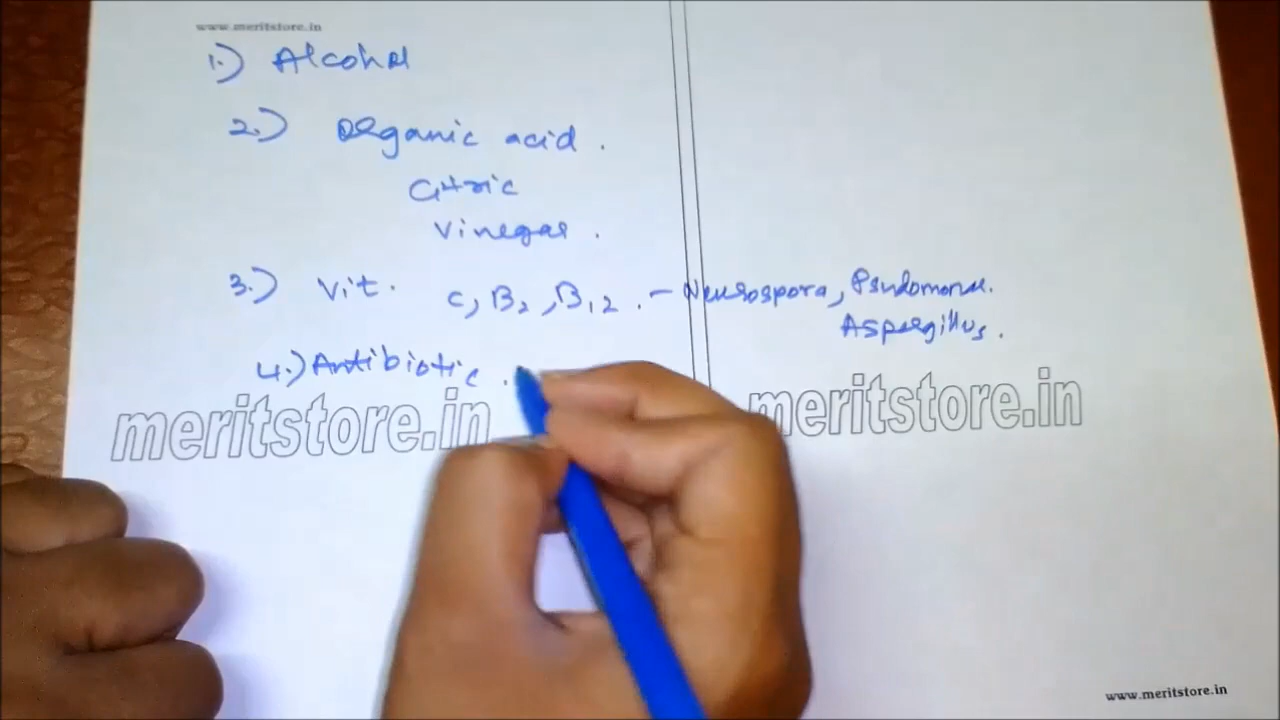 www.meritstore.in
1.) Alcohol
2.) Organic acid.
Citric
Vinegar.
3.) Vit. C, B2, B12. - Neurospora, Psudomonas.
Aspergillus.
4.) Antibiotic.
meritstore.in meritstore.in
www.meritstore.in